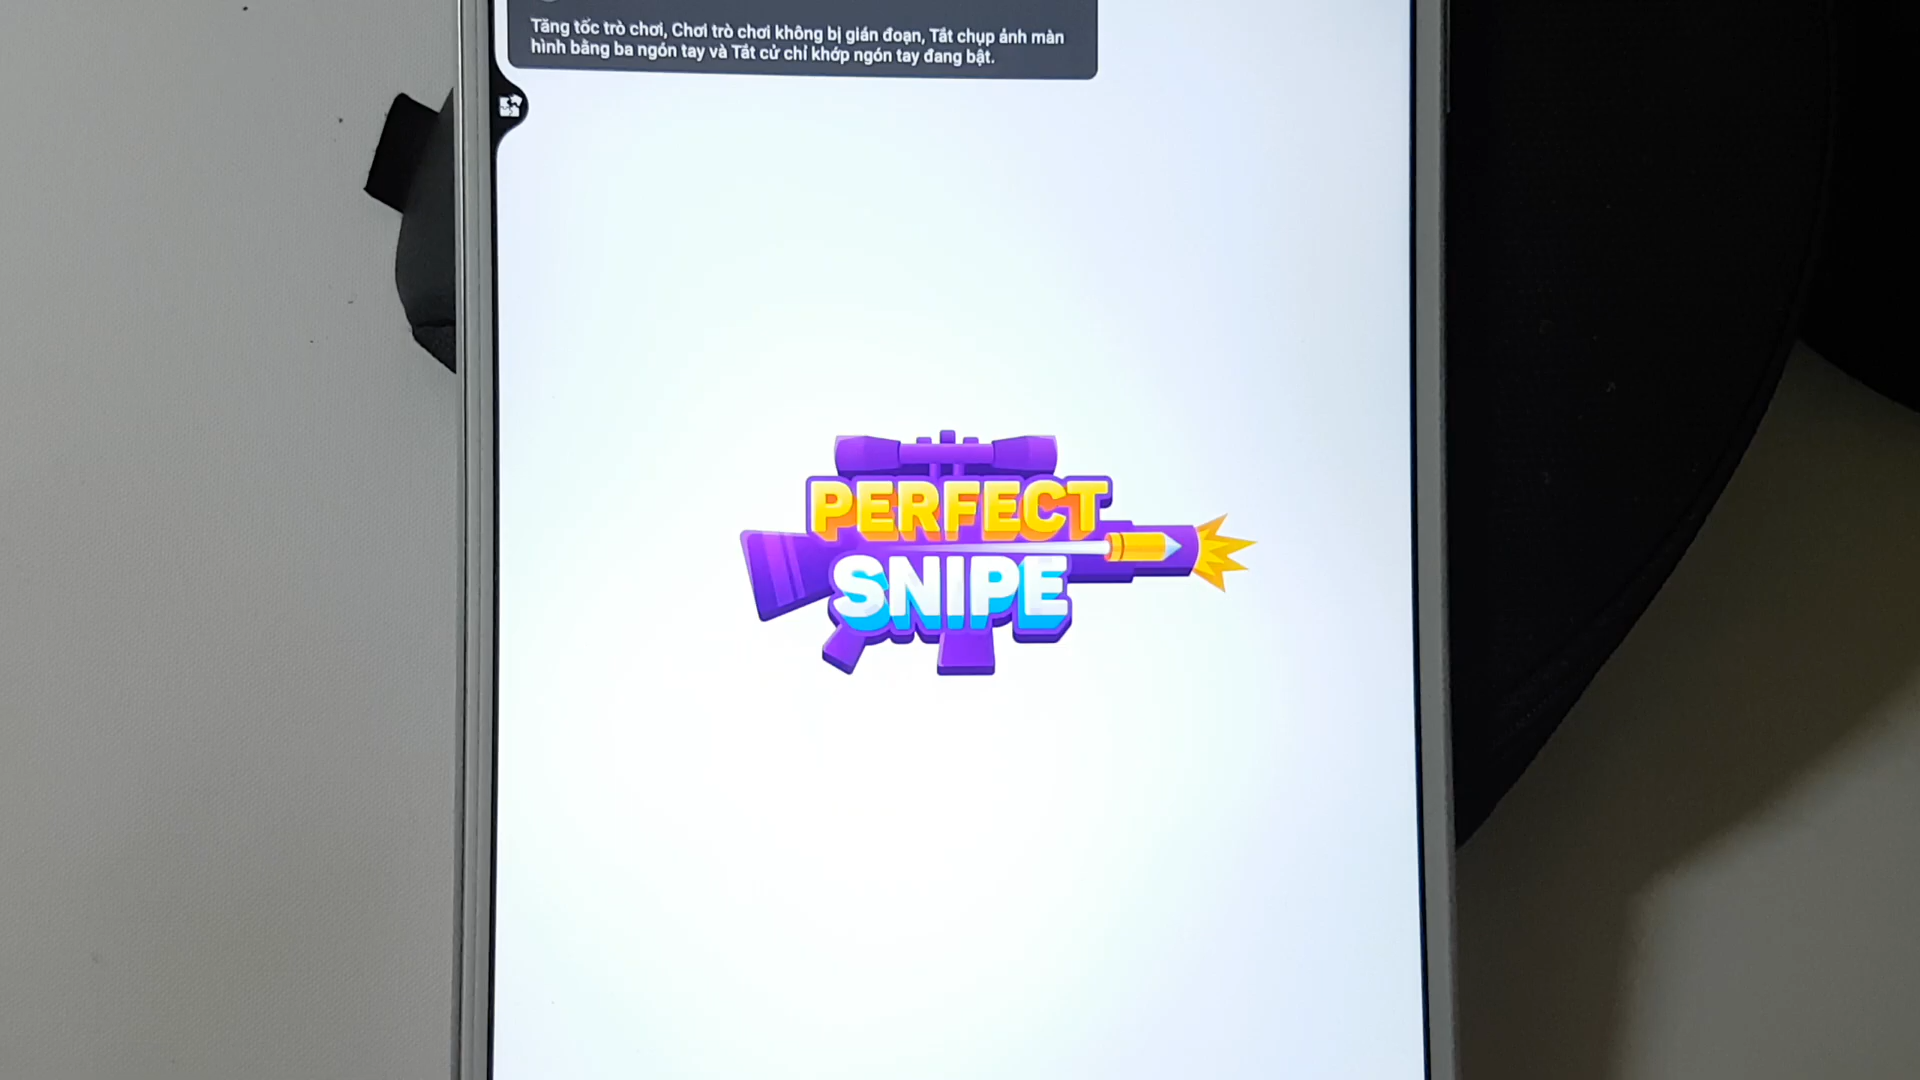 Tăng tốc trò chơi, Chơi trò chơi không bị gián đoạn, Tắt chụp ảnh màn
hình bằng ba ngón tay và Tắt cử chỉ khớp ngón tay đang bật.
PERFECT
SNIPE